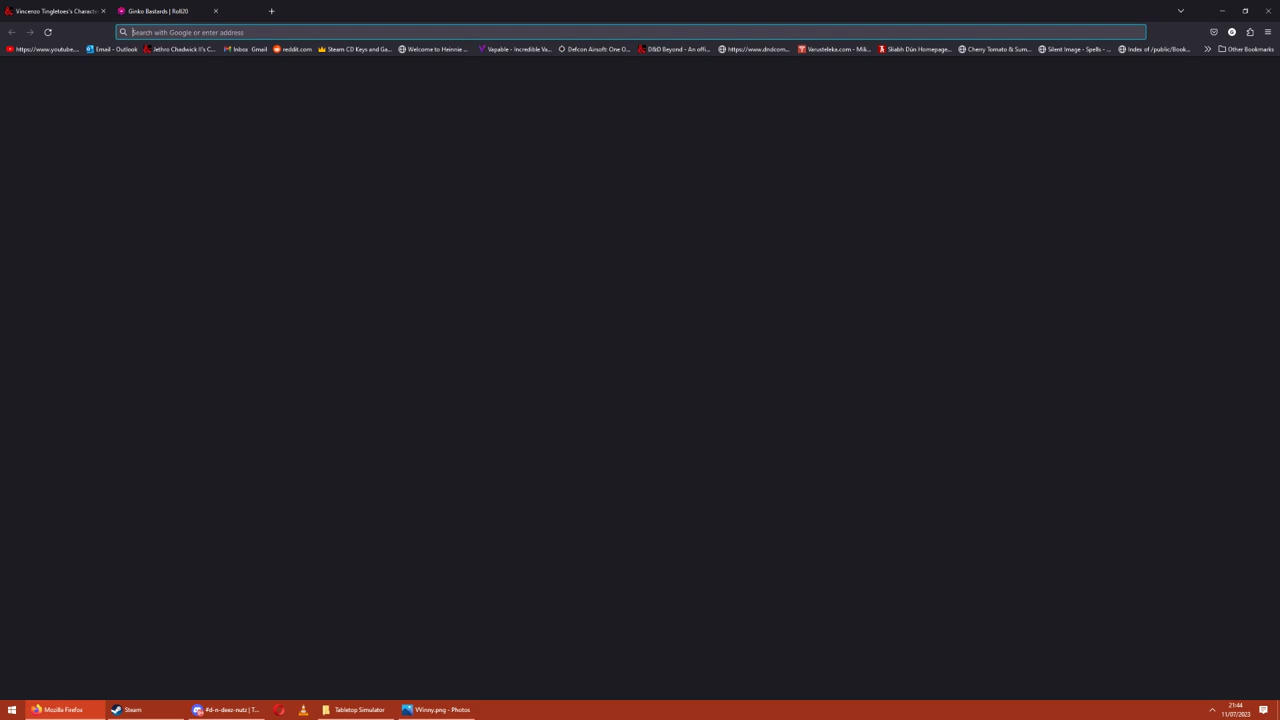 Vincenzo Tingletoes's Characte
Ginko Bastards | Roll20
Search with Google or enter address
https://www.youtube.... Email - Outlook Jethro Chadwick II's C... Inbox Gmail reddit.com Steam CD Keys and Ga... Welcome to Heinnie ... Vapable - Incredible Va... Defcon Airsoft: One O... D&D Beyond - An offi... https://www.dndcom... Varusteleka.com - Mik... Skabh Dún Homepage... Cherry Tomato & Sum... Silent Image - Spells - ... Index of /public/Book... Other Bookmarks
Mozilla Firefox Steam #d-n-deez-nutz | T... Tabletop Simulator VVinny.png - Photos 21:44
11/07/2023